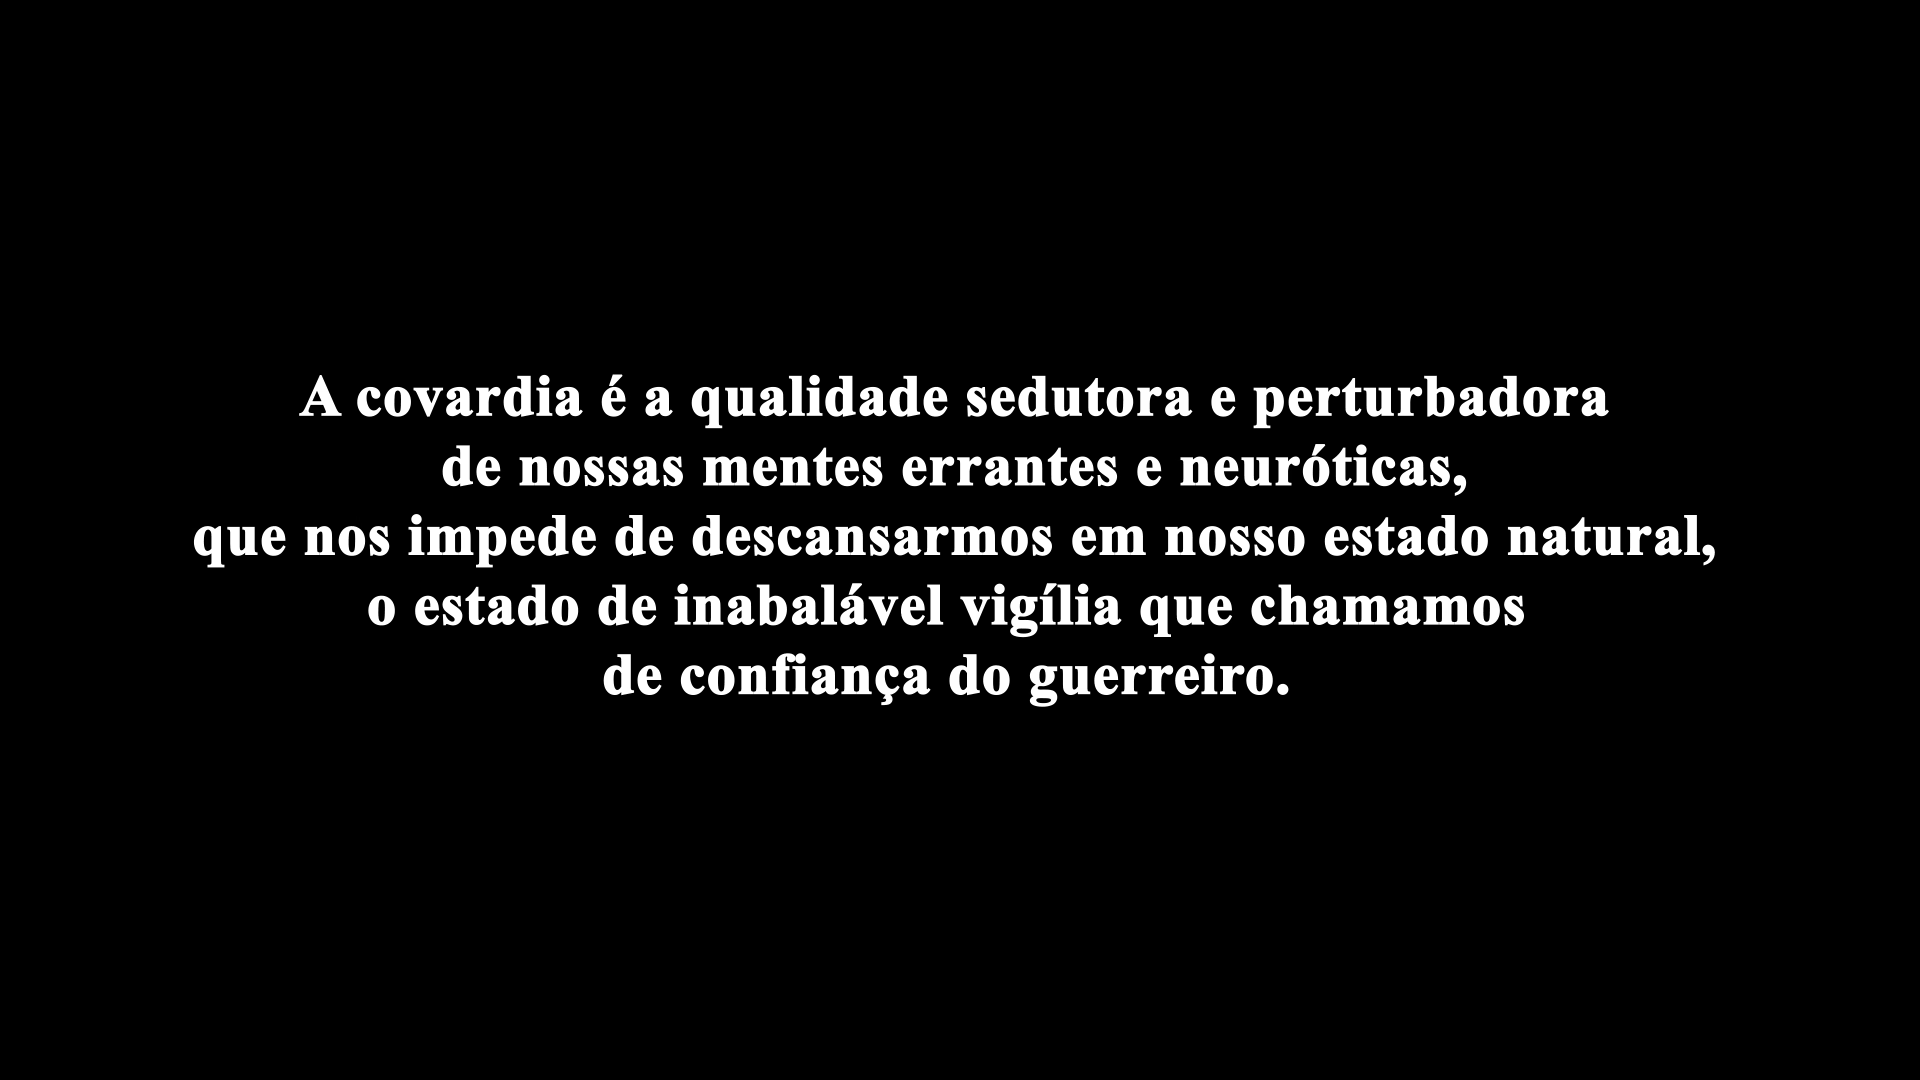 A covardia é a qualidade sedutora e perturbadora
de nossas mentes errantes e neuróticas,
que nos impede de descansarmos em nosso estado natural,
o estado de inabalável vigília que chamamos
de confiança do guerreiro.